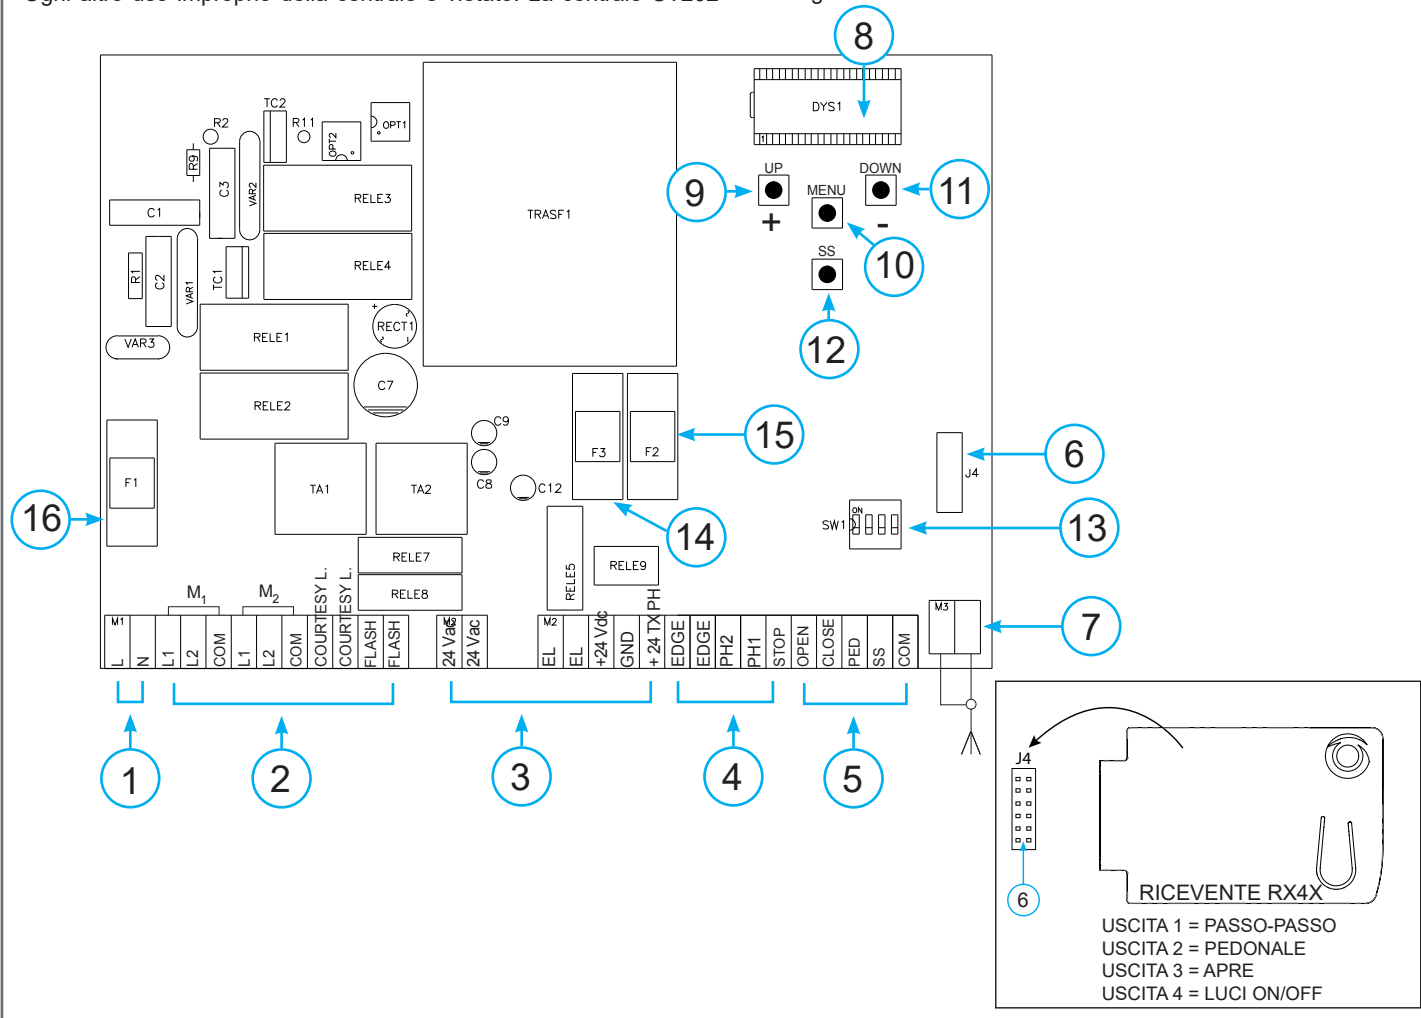 8
DYS1
1
TC2
R2
R11
OPT2
OPT1
R9
C3
VAR2
RELE3
TRASF1
9
UP
+
MENU
DOWN
-
11
C1
R1
C2
VAR1
TC1
RELE4
SS
10
VAR3
RELE1
+
RECT1
12
RELE2
C7
C9
C8
F3
F2
15
6
J4
F1
TA1
TA2
C12
16
14
SW1
ON
13
RELE7
RELE8
RELE5
RELE9
M1
M2
M1
L
N
L1
L2
COM
L1
L2
COM
COURTESY L.
COURTESY L.
FLASH
FLASH
M2
24 Vac
24 Vac
M2
EL
EL
+24 Vdc
GND
+ 24 TX PH
EDGE
EDGE
PH2
PH1
STOP
OPEN
CLOSE
PED
SS
COM
M3
7
1
2
3
4
5
J4
6
RICEVENTE RX4X
USCITA 1 = PASSO-PASSO
USCITA 2 = PEDONALE
USCITA 3 = APRE
USCITA 4 = LUCI ON/OFF